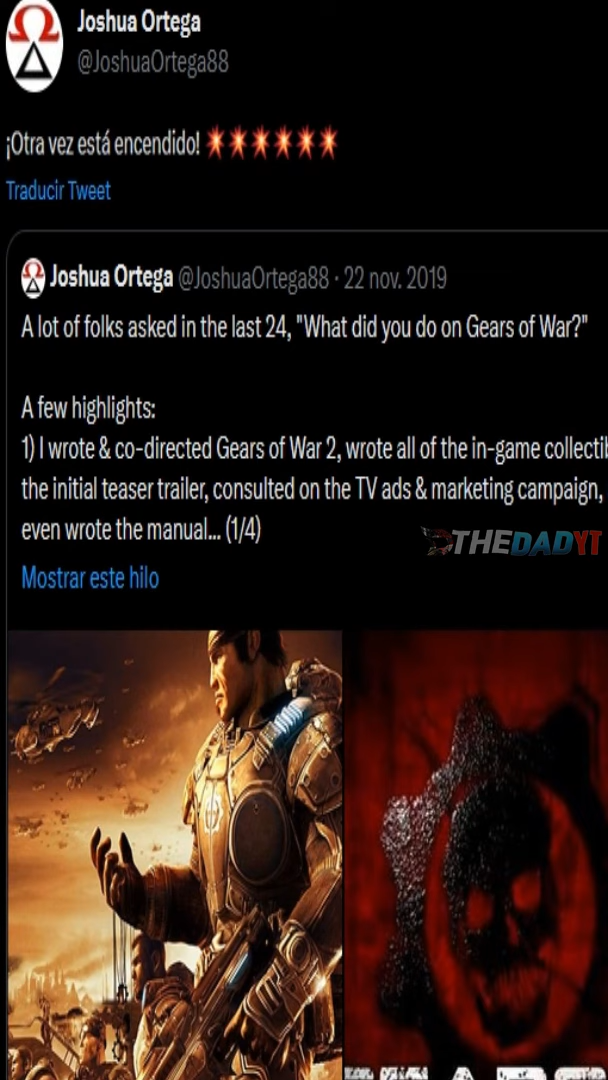 Joshua Ortega
@JoshuaOrtega88
¡Otra vez está encendido! 💥💥💥💥💥💥
Traducir Tweet
Joshua Ortega @JoshuaOrtega88 · 22 nov. 2019
A lot of folks asked in the last 24, "What did you do on Gears of War?"
A few highlights:
1) I wrote & co-directed Gears of War 2, wrote all of the in-game collectib
the initial teaser trailer, consulted on the TV ads & marketing campaign,
even wrote the manual... (1/4)
THEDADYT
Mostrar este hilo